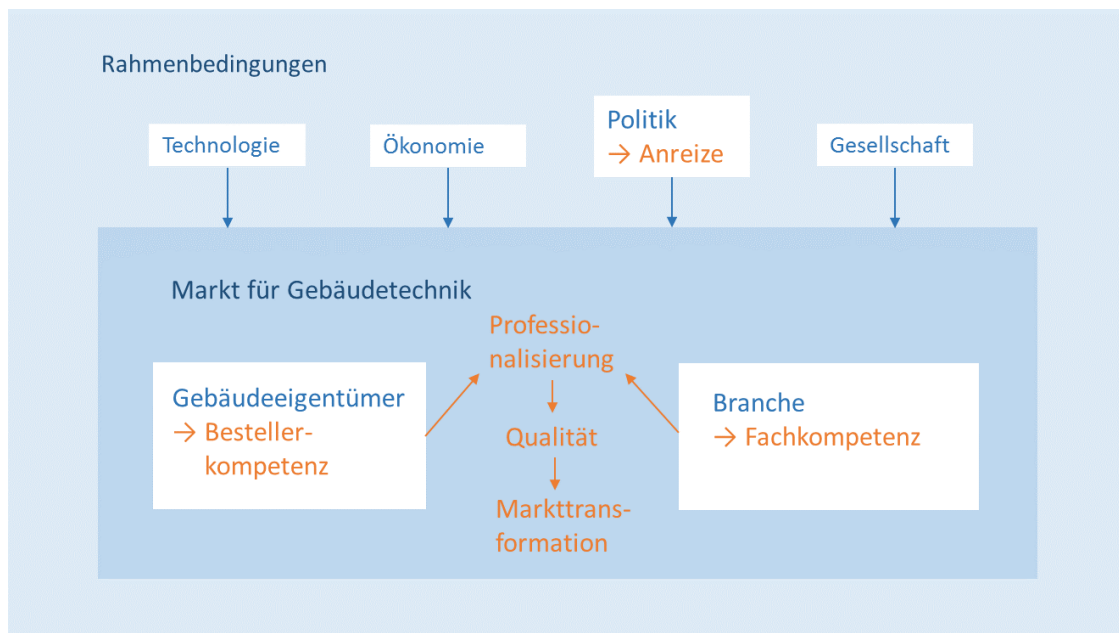 Rahmenbedingungen
Technologie
Ökonomie
Politik
→ Anreize
Gesellschaft
Markt für Gebäudetechnik
Professio-
nalisierung
Gebäudeeigentümer
→ Besteller-
kompetenz
Qualität
Markttrans-
formation
Branche
→ Fachkompetenz